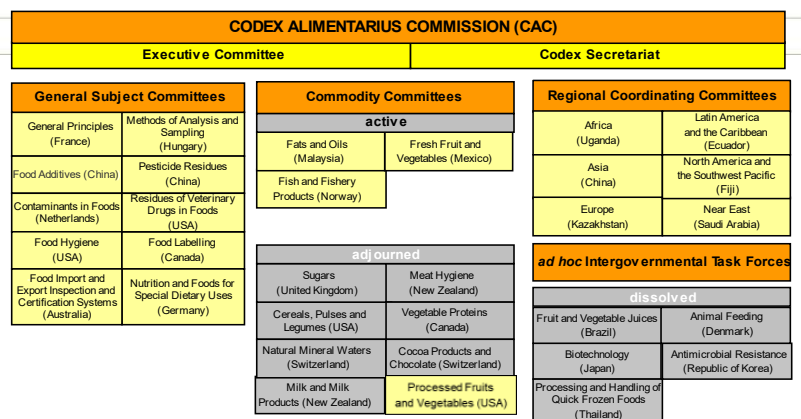 CODEX ALIMENTARIUS COMMISSION (CAC)
Executive Committee
Codex Secretariat
General Subject Committees
General Principles
(France)
Methods of Analysis and
Sampling
(Hungary)
Food Additives (China)
Pesticide Residues
(China)
Contaminants in Foods
(Netherlands)
Residues of Veterinary
Drugs in Foods
(USA)
Food Hygiene
(USA)
Food Labelling
(Canada)
Food Import and
Export Inspection and
Certification Systems
(Australia)
Nutrition and Foods for
Special Dietary Uses
(Germany)
Commodity Committees
active
Fats and Oils
(Malaysia)
Fresh Fruit and
Vegetables (Mexico)
Fish and Fishery
Products (Norway)
adjourned
Sugars
(United Kingdom)
Meat Hygiene
(New Zealand)
Cereals, Pulses and
Legumes (USA)
Vegetable Proteins
(Canada)
Natural Mineral Waters
(Switzerland)
Cocoa Products and
Chocolate (Switzerland)
Milk and Milk
Products (New Zealand)
Processed Fruits
and Vegetables (USA)
Regional Coordinating Committees
Africa
(Uganda)
Latin America
and the Caribbean
(Ecuador)
Asia
(China)
North America and
the Southwest Pacific
(Fiji)
Europe
(Kazakhstan)
Near East
(Saudi Arabia)
ad hoc Intergovernmental Task Forces
dissolved
Fruit and Vegetable Juices
(Brazil)
Animal Feeding
(Denmark)
Biotechnology
(Japan)
Antimicrobial Resistance
(Republic of Korea)
Processing and Handling of
Quick Frozen Foods
(Thailand)